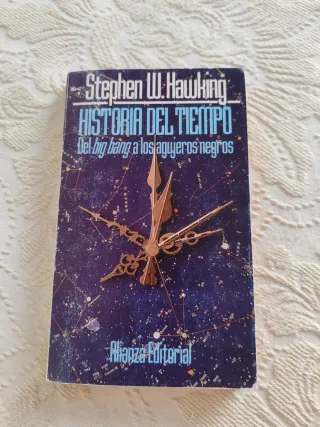 Stephen W. Hawking
HISTORIA DEL TIEMPO
Del big bang a los agujeros negros
Alianza Editorial